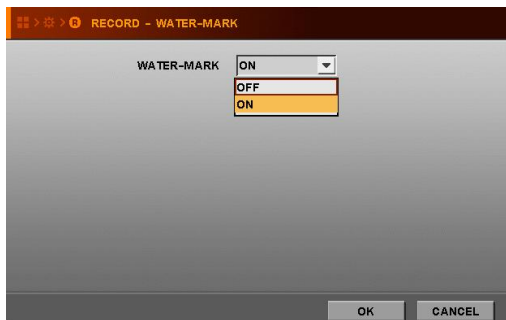 R RECORD - WATER-MARK
WATER-MARK ON
OFF
ON
OK CANCEL